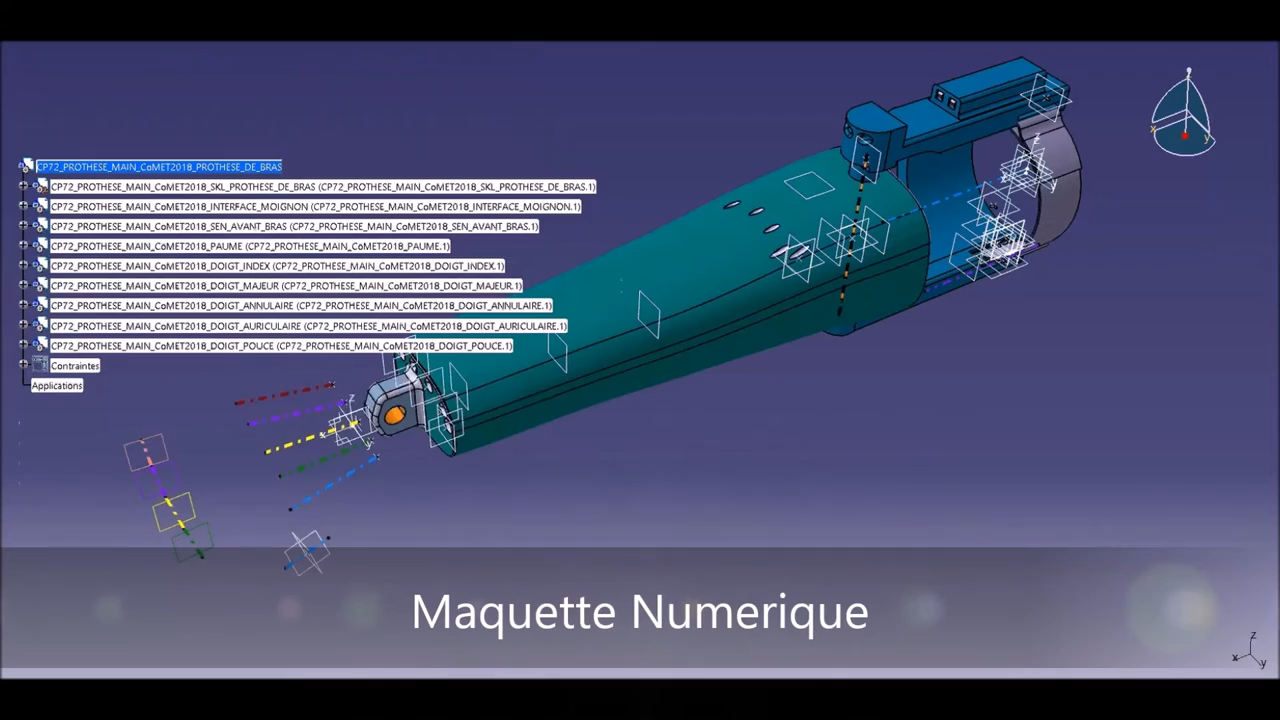 CP72_PROTHESE_MAIN_CoMET2018_PROTHESE_DE_BRAS
CP72_PROTHESE_MAIN_CoMET2018_SKL_PROTHESE_DE_BRAS (CP72_PROTHESE_MAIN_CoMET2018_SKL_PROTHESE_DE_BRAS.1)
CP72_PROTHESE_MAIN_CoMET2018_INTERFACE_MOIGNON (CP72_PROTHESE_MAIN_CoMET2018_INTERFACE_MOIGNON.1)
CP72_PROTHESE_MAIN_CoMET2018_SEN_AVANT_BRAS (CP72_PROTHESE_MAIN_CoMET2018_SEN_AVANT_BRAS.1)
CP72_PROTHESE_MAIN_CoMET2018_PAUME (CP72_PROTHESE_MAIN_CoMET2018_PAUME.1)
CP72_PROTHESE_MAIN_CoMET2018_DOIGT_INDEX (CP72_PROTHESE_MAIN_CoMET2018_DOIGT_INDEX.1)
CP72_PROTHESE_MAIN_CoMET2018_DOIGT_MAJEUR (CP72_PROTHESE_MAIN_CoMET2018_DOIGT_MAJEUR.1)
CP72_PROTHESE_MAIN_CoMET2018_DOIGT_ANNULAIRE (CP72_PROTHESE_MAIN_CoMET2018_DOIGT_ANNULAIRE.1)
CP72_PROTHESE_MAIN_CoMET2018_DOIGT_AURICULAIRE (CP72_PROTHESE_MAIN_CoMET2018_DOIGT_AURICULAIRE.1)
CP72_PROTHESE_MAIN_CoMET2018_DOIGT_POUCE (CP72_PROTHESE_MAIN_CoMET2018_DOIGT_POUCE.1)
Contraintes
Applications
Maquette Numerique
z
x y